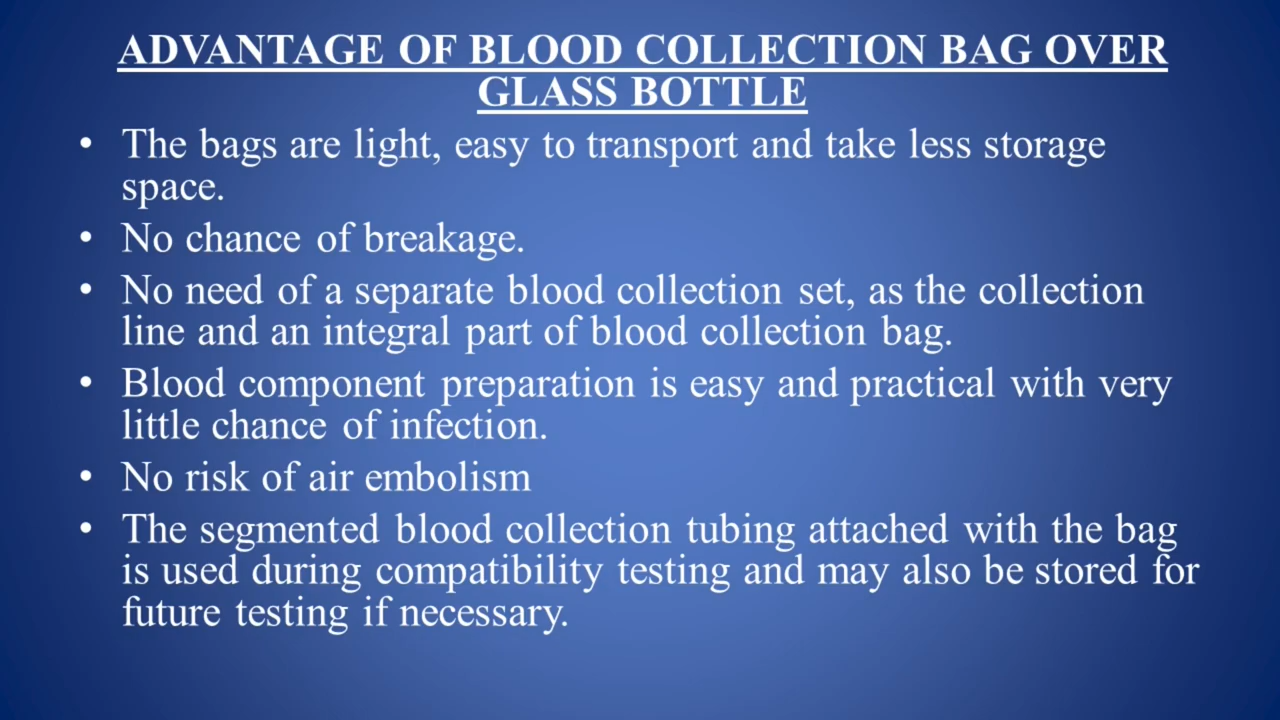 ADVANTAGE OF BLOOD COLLECTION BAG OVER
GLASS BOTTLE
• The bags are light, easy to transport and take less storage
space.
• No chance of breakage.
• No need of a separate blood collection set, as the collection
line and an integral part of blood collection bag.
• Blood component preparation is easy and practical with very
little chance of infection.
• No risk of air embolism
• The segmented blood collection tubing attached with the bag
is used during compatibility testing and may also be stored for
future testing if necessary.